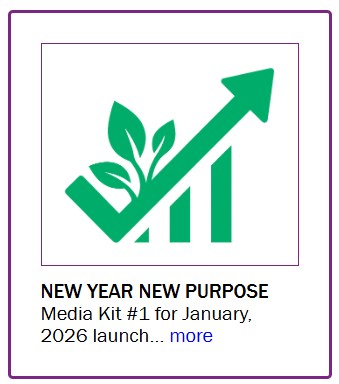 NEW YEAR NEW PURPOSE
Media Kit #1 for January,
2026 launch... more